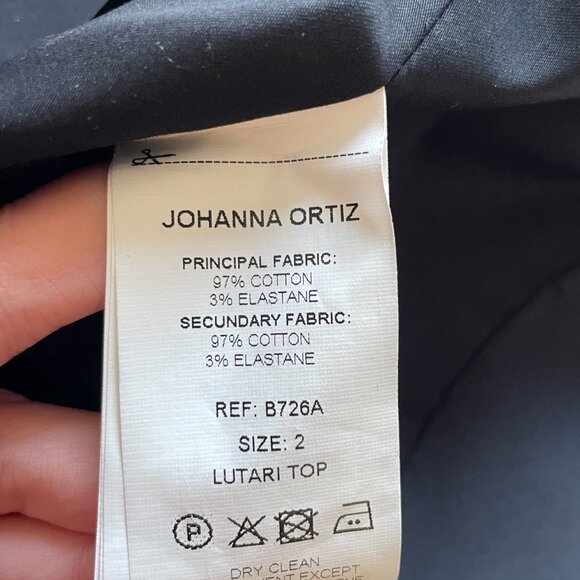 JOHANNA ORTIZ
PRINCIPAL FABRIC:
97% COTTON
3% ELASTANE
SECUNDARY FABRIC:
97% COTTON
3% ELASTANE
REF: B726A
SIZE: 2
LUTARI TOP
P
DRY CLEAN
EXCEPT